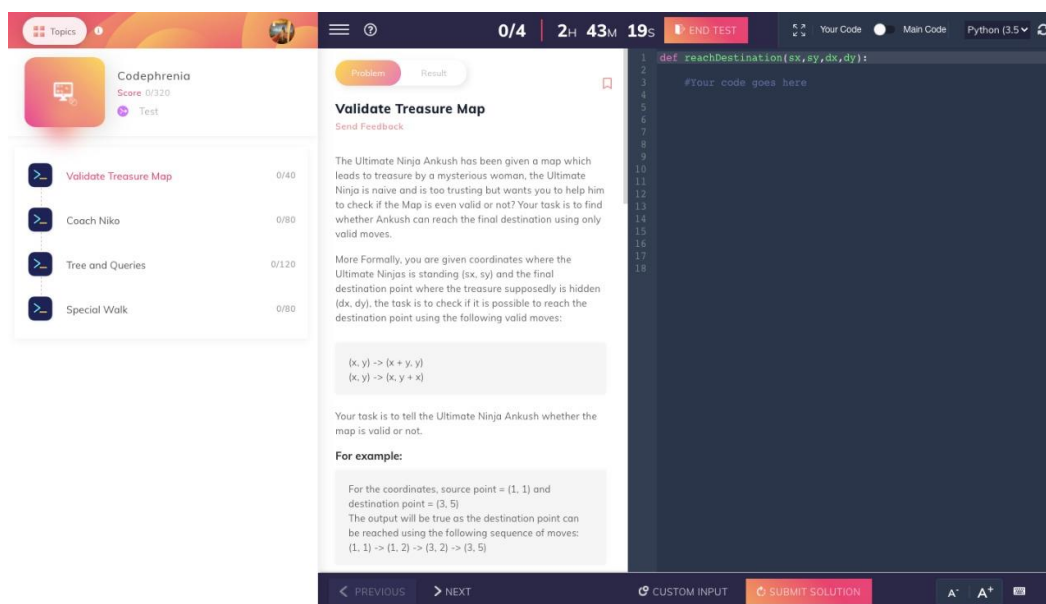 Topics
Codephrenia
Score 0/320
Test
Validate Treasure Map 0/40
Coach Niko 0/80
Tree and Queries 0/120
Special Walk 0/80
0/4 2H 43M 19S END TEST
Problem Result
Validate Treasure Map
Send Feedback
The Ultimate Ninja Ankush has been given a map which
leads to treasure by a mysterious woman, the Ultimate
Ninja is naive and is too trusting but wants you to help him
to check if the Map is even valid or not? Your task is to find
whether Ankush can reach the final destination using only
valid moves.
More Formally, you are given coordinates where the
Ultimate Ninjas is standing (sx, sy) and the final
destination point where the treasure supposedly is hidden
(dx, dy), the task is to check if it is possible to reach the
destination point using the following valid moves:
(x, y) -> (x + y, y)
(x, y) -> (x, y + x)
Your task is to tell the Ultimate Ninja Ankush whether the
map is valid or not.
For example:
For the coordinates, source point = (1, 1) and
destination point = (3, 5)
The output will be true as the destination point can
be reached using the following sequence of moves:
(1, 1) -> (1, 2) -> (3, 2) -> (3, 5)
PREVIOUS NEXT
Your Code Main Code Python (3.5
1 def reachDestination(sx,sy,dx,dy):
2
3 #Your code goes here
4
5
6
7
8
9
10
11
12
13
14
15
16
17
18
CUSTOM INPUT SUBMIT SOLUTION A- A+